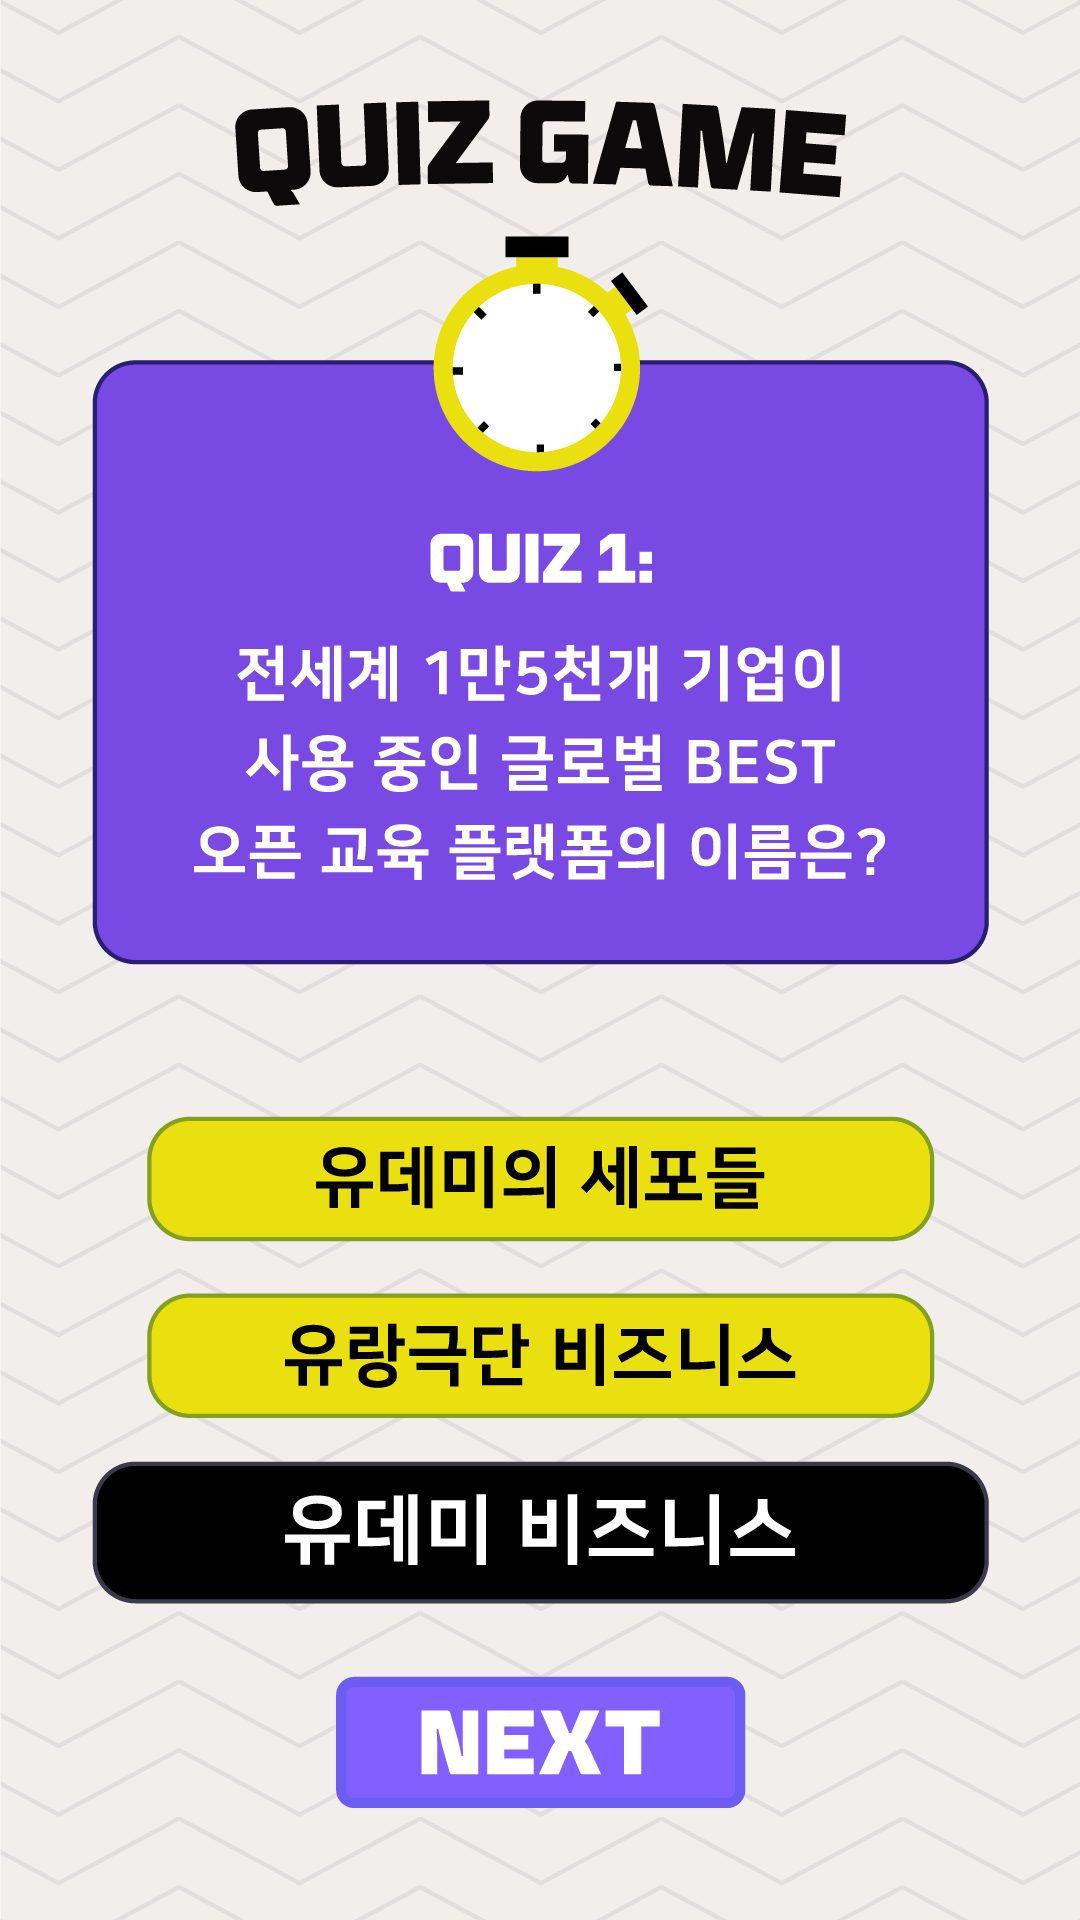 QUIZ GAME
QUIZ 1:
전세계 1만5천개 기업이
사용 중인 글로벌 BEST
오픈 교육 플랫폼의 이름은?
유데미의 세포들
유랑극단 비즈니스
유데미 비즈니스
NEXT